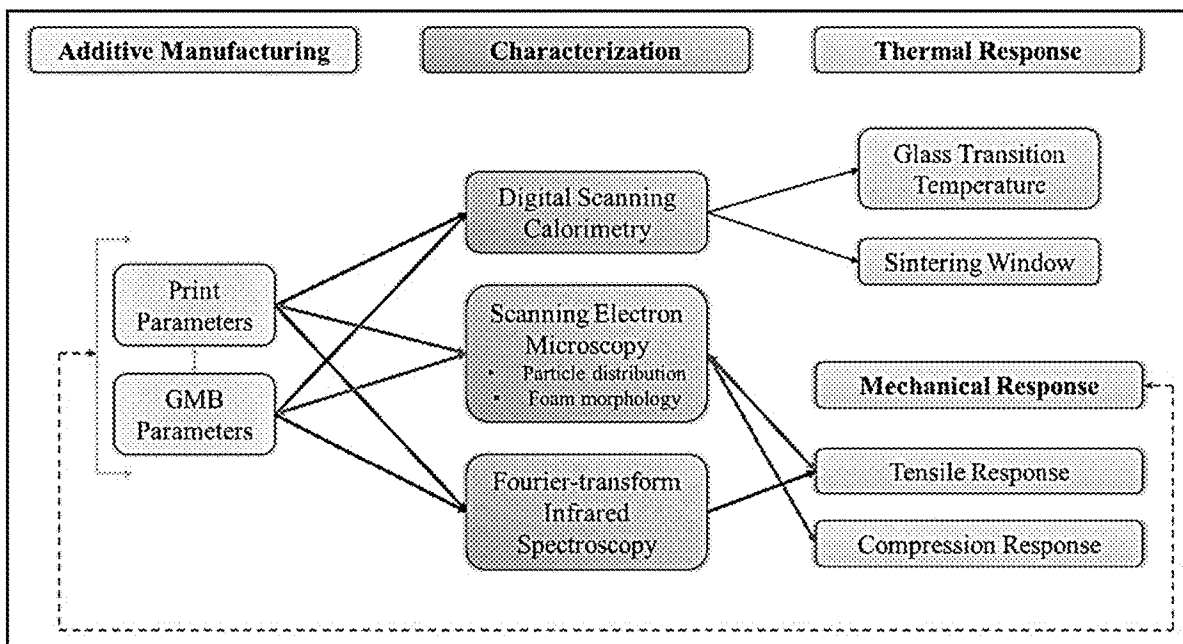 Additive Manufacturing
Characterization
Thermal Response
Print
Parameters
GMB
Parameters
Digital Scanning
Calorimetry
Scanning Electron
Microscopy
• Particle distribution
• Foam morphology
Fourier-transform
Infrared
Spectroscopy
Glass Transition
Temperature
Sintering Window
Mechanical Response
Tensile Response
Compression Response